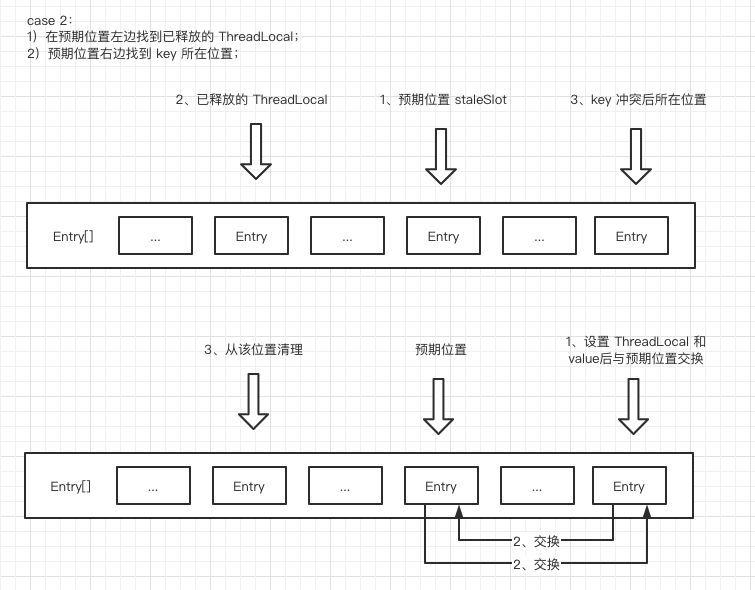 case 2：
1）在预期位置左边找到已释放的 ThreadLocal；
2）预期位置右边找到 key 所在位置；
2、已释放的 ThreadLocal
1、预期位置 staleSlot
3、key 冲突后所在位置
Entry[]
...
Entry
...
Entry
...
Entry
3、从该位置清理
预期位置
1、设置 ThreadLocal 和
value后与预期位置交换
Entry[]
...
Entry
...
Entry
...
Entry
2、交换
2、交换